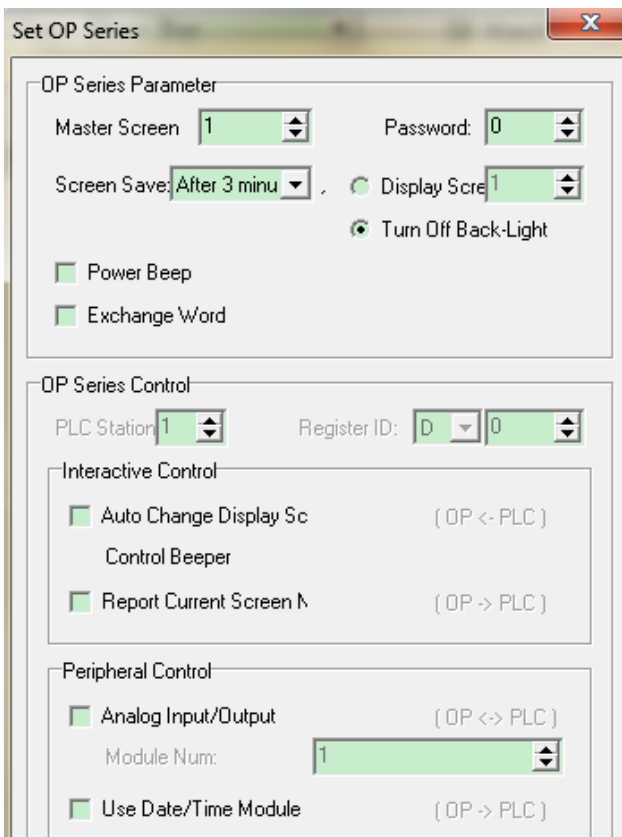 Set OP Series
OP Series Parameter
Master Screen 1 Password: 0
Screen Save: After 3 minu , Display Scre 1
Turn Off Back-Light
Power Beep
Exchange Word
OP Series Control
PLC Station 1 Register ID: D 0
Interactive Control
Auto Change Display Sc ( OP <- PLC )
Control Beeper
Report Current Screen N ( OP -> PLC )
Peripheral Control
Analog Input/Output ( OP <-> PLC )
Module Num: 1
Use Date/Time Module ( OP -> PLC )